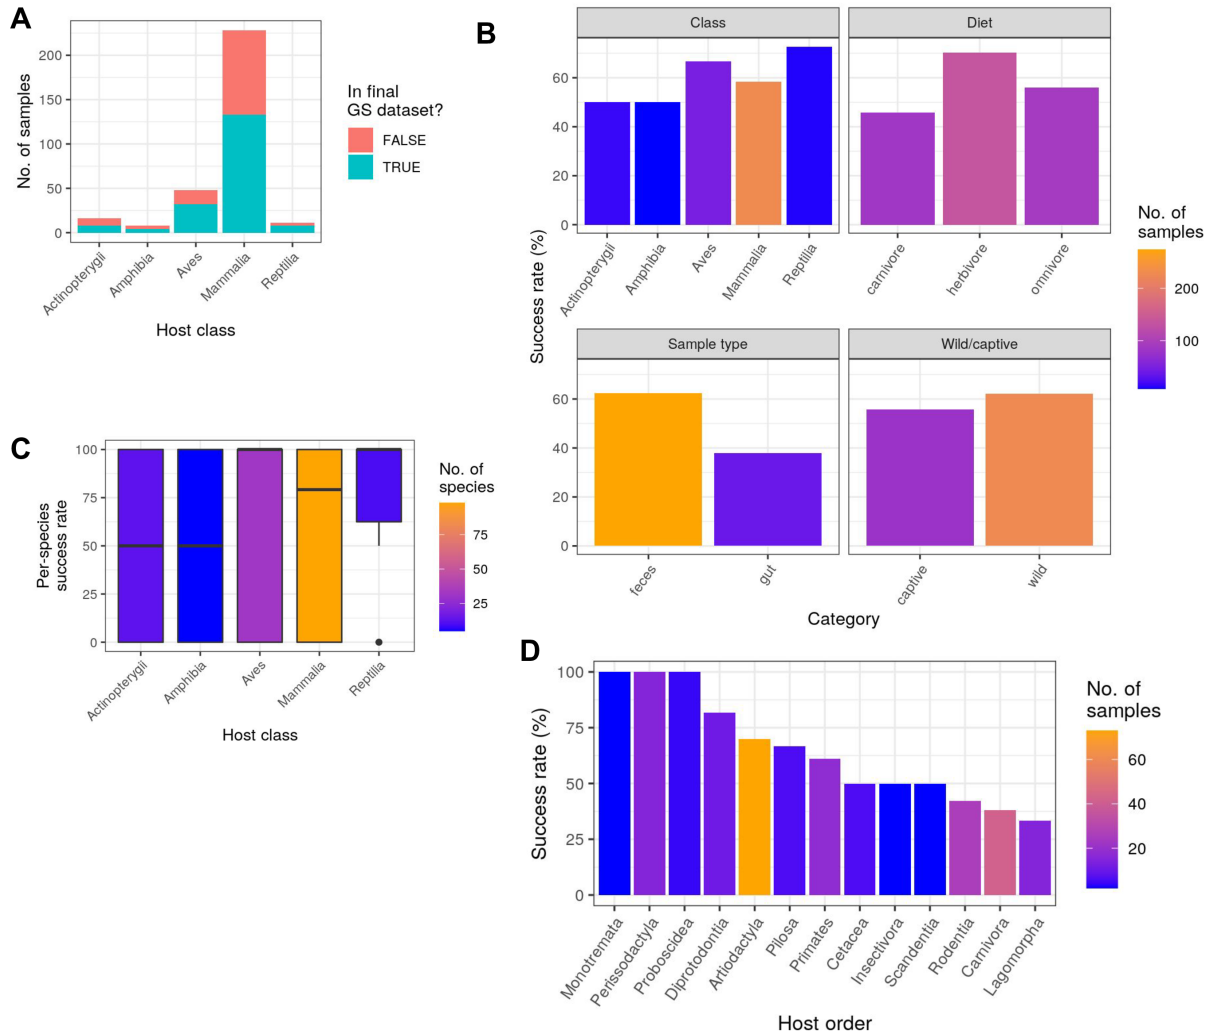 A
No. of samples
200
150
100
50
0
Actinopterygii
Amphibia
Aves
Mammalia
Reptilia
Host class
In final
GS dataset?
FALSE
TRUE
B
Class
Diet
Success rate (%)
60
40
20
0
Actinopterygii
Amphibia
Aves
Mammalia
Reptilia
carnivore
herbivore
omnivore
Sample type
Wild/captive
60
40
20
0
feces
gut
captive
wild
Category
No. of
samples
200
100
C
Per-species
success rate
100
75
50
25
0
Actinopterygii
Amphibia
Aves
Mammalia
Reptilia
Host class
No. of
species
75
50
25
D
Success rate (%)
100
75
50
25
0
Monotremata
Perissodactyla
Proboscidea
Diprotodontia
Artiodactyla
Pilosa
Primates
Cetacea
Insectivora
Scandentia
Rodentia
Carnivora
Lagomorpha
Host order
No. of
samples
60
40
20